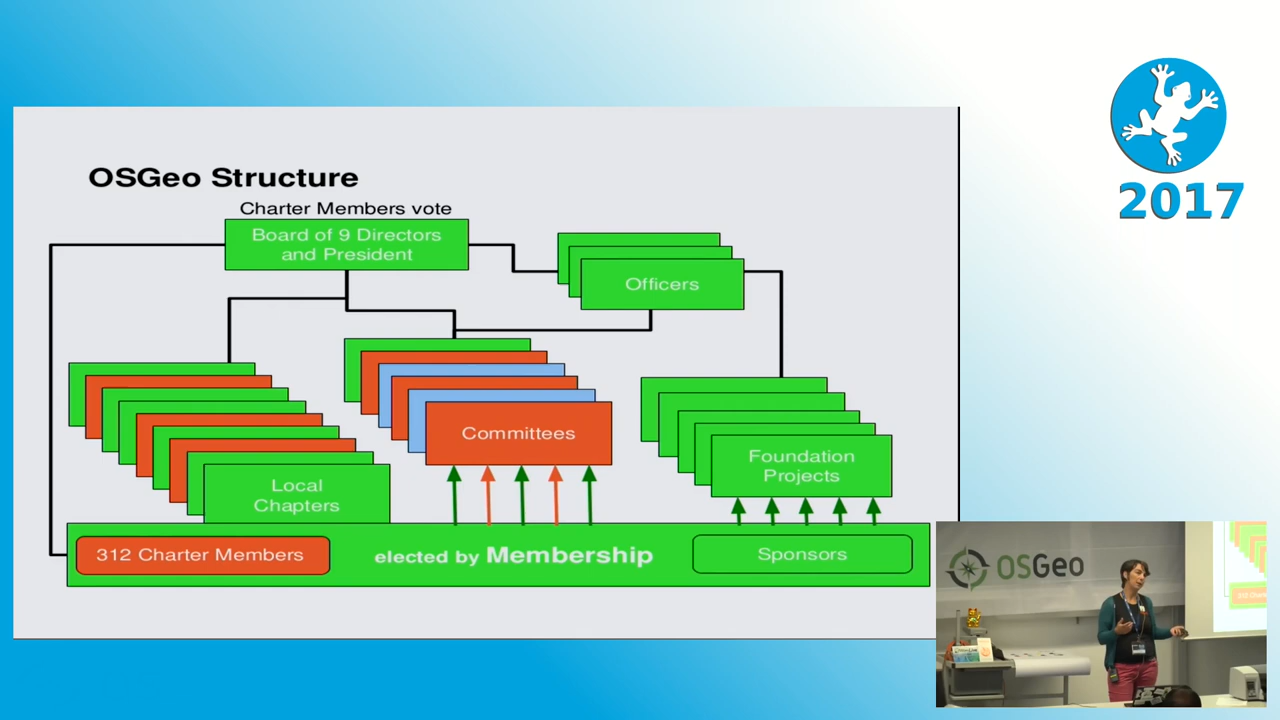 2017
OSGeo Structure
Charter Members vote
Board of 9 Directors
and President
Officers
Committees
Foundation
Projects
Local
Chapters
312 Charter Members
elected by Membership
Sponsors
OSGeo